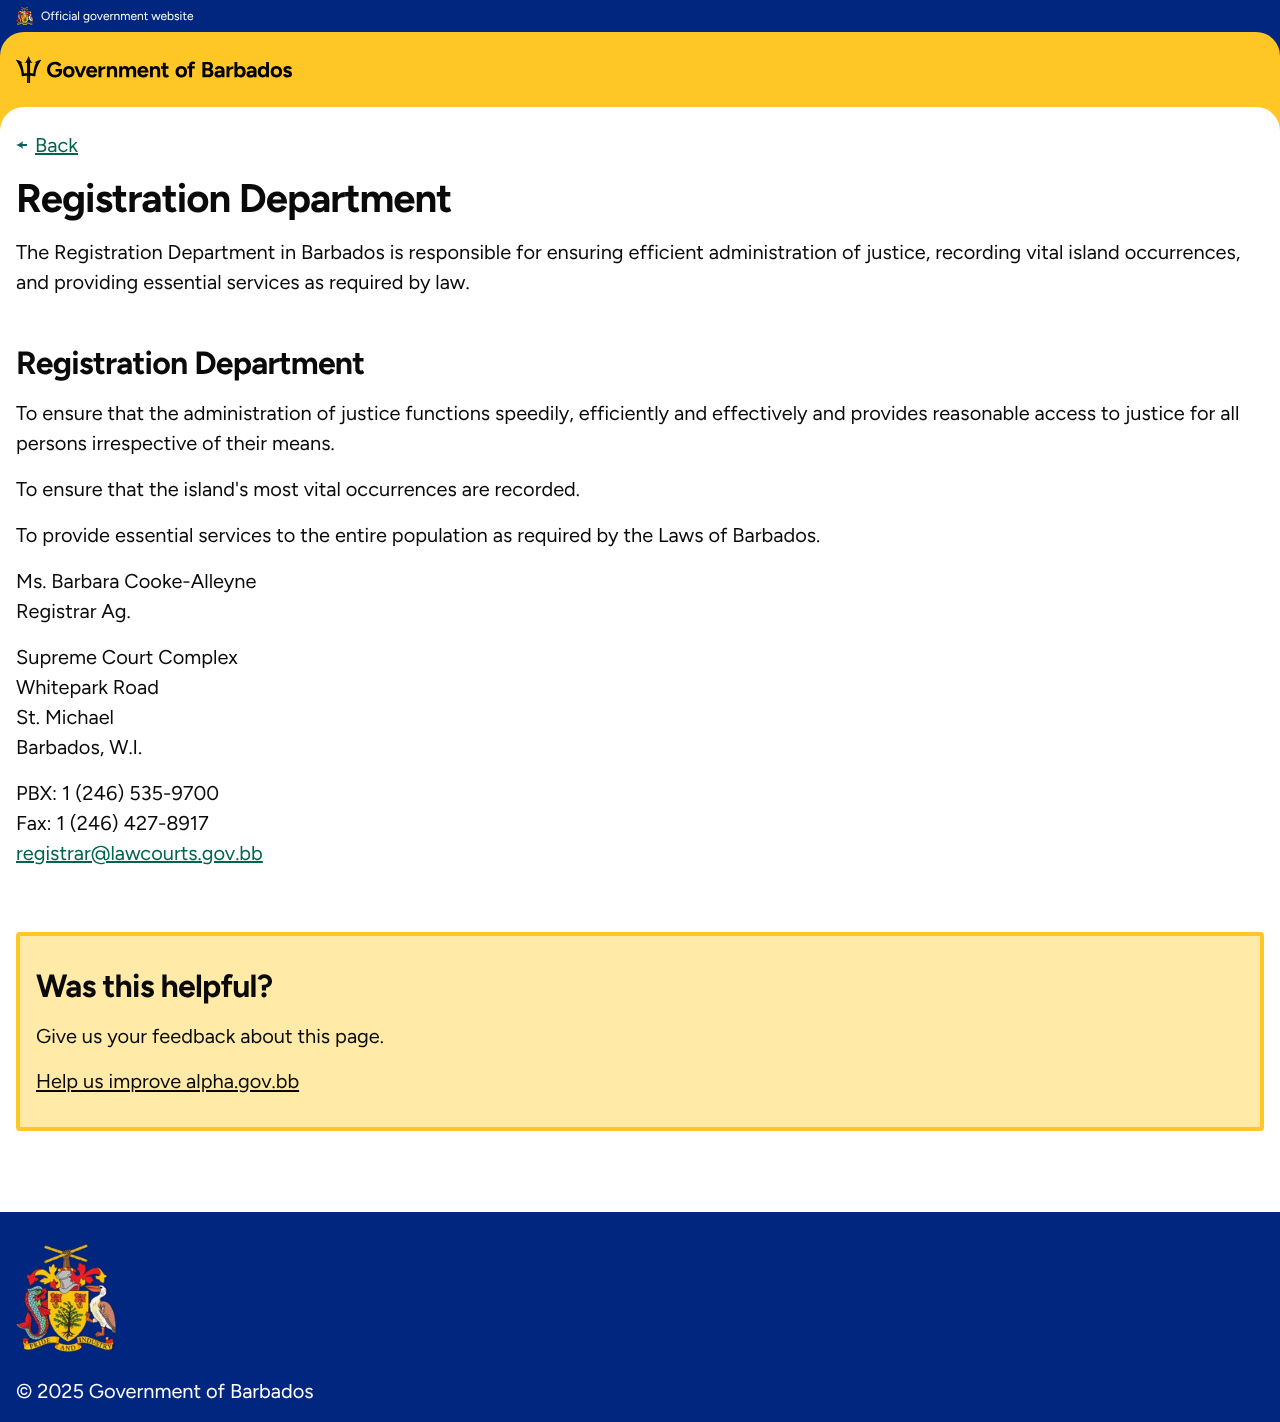 Official government website
Government of Barbados
Back
Registration Department
The Registration Department in Barbados is responsible for ensuring efficient administration of justice, recording vital island occurrences,
and providing essential services as required by law.
Registration Department
To ensure that the administration of justice functions speedily, efficiently and effectively and provides reasonable access to justice for all
persons irrespective of their means.
To ensure that the island's most vital occurrences are recorded.
To provide essential services to the entire population as required by the Laws of Barbados.
Ms. Barbara Cooke-Alleyne
Registrar Ag.
Supreme Court Complex
Whitepark Road
St. Michael
Barbados, W.I.
PBX: 1 (246) 535-9700
Fax: 1 (246) 427-8917
registrar@lawcourts.gov.bb
Was this helpful?
Give us your feedback about this page.
Help us improve alpha.gov.bb
PRIDE AND INDUSTRY
© 2025 Government of Barbados